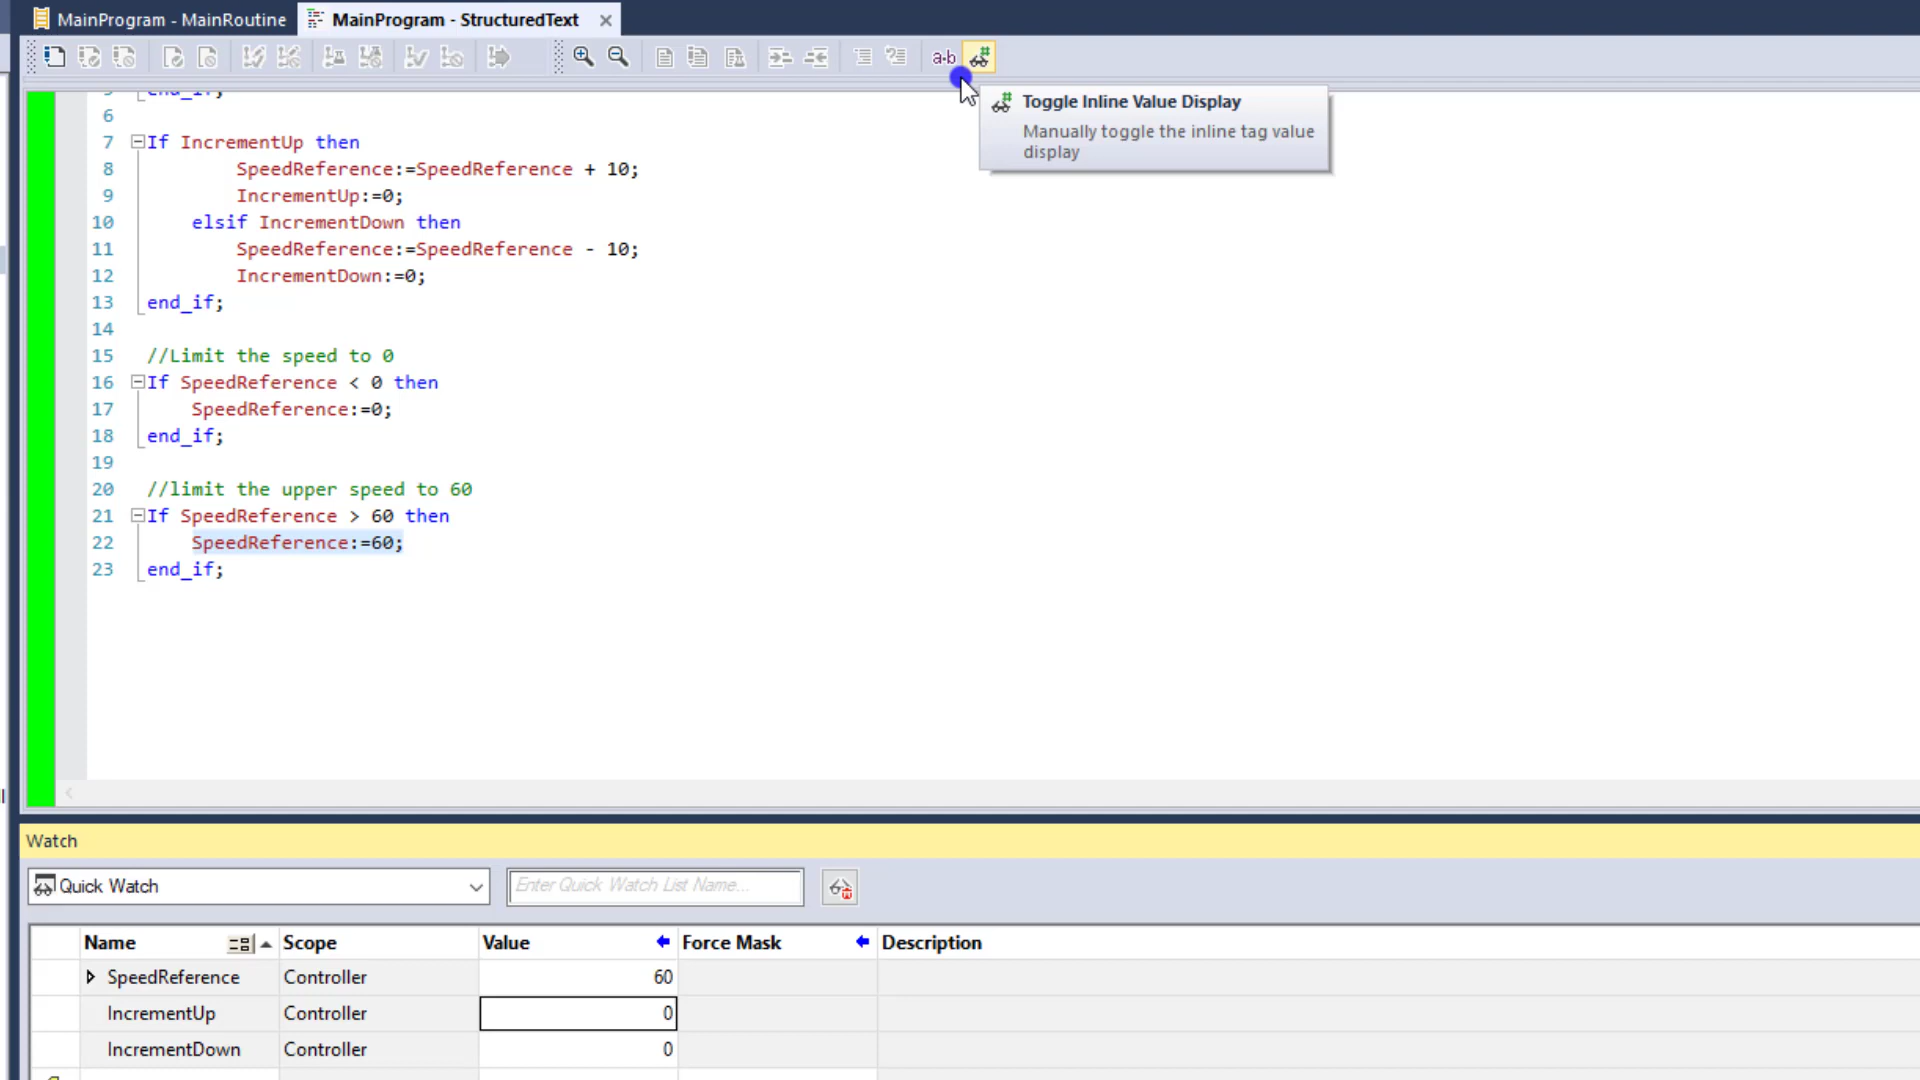 MainProgram - MainRoutine
MainProgram - StructuredText
a-b
Toggle Inline Value Display
Manually toggle the inline tag value
display
end_if;
6
7 If IncrementUp then
8 SpeedReference:=SpeedReference + 10;
9 IncrementUp:=0;
10 elsif IncrementDown then
11 SpeedReference:=SpeedReference - 10;
12 IncrementDown:=0;
13 end_if;
14
15 //Limit the speed to 0
16 If SpeedReference < 0 then
17 SpeedReference:=0;
18 end_if;
19
20 //limit the upper speed to 60
21 If SpeedReference > 60 then
22 SpeedReference:=60;
23 end_if;
Watch
Quick Watch
Enter Quick Watch List Name...
Name Scope Value Force Mask Description
SpeedReference Controller 60
IncrementUp Controller 0
IncrementDown Controller 0